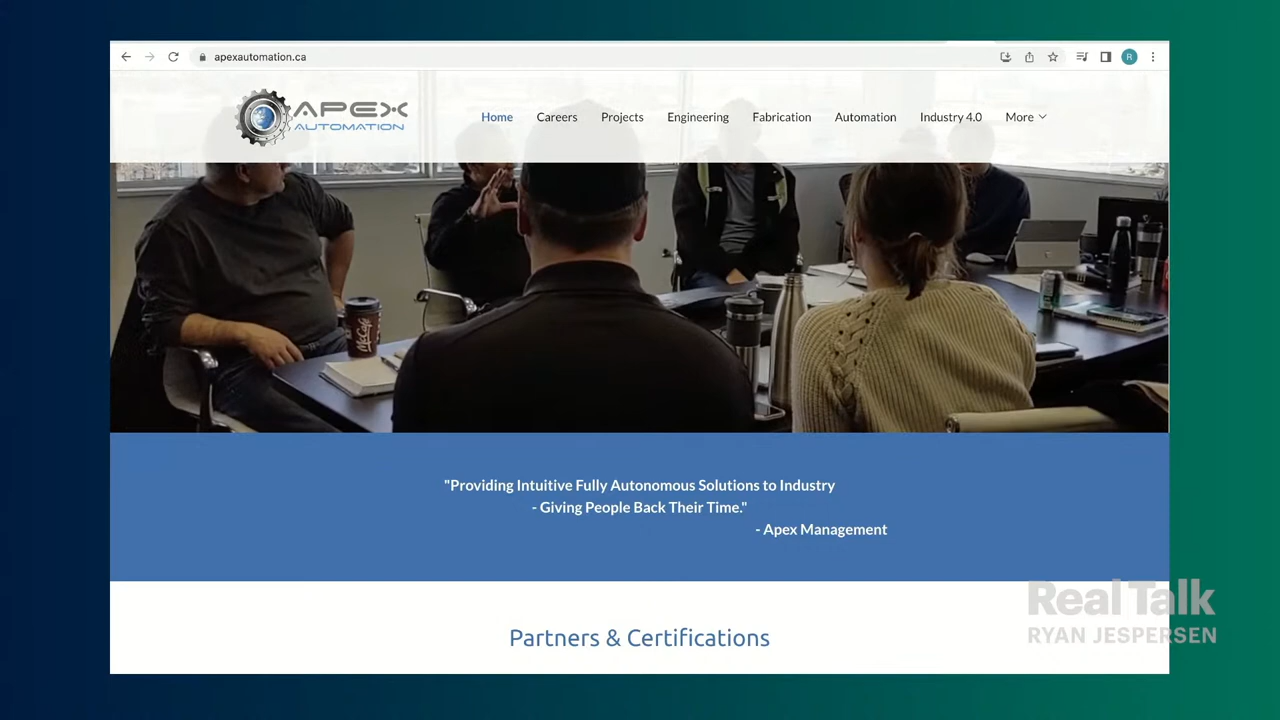 apexautomation.ca
R
APEX
AUTOMATION
Home
Careers
Projects
Engineering
Fabrication
Automation
Industry 4.0
More
McCafé
"Providing Intuitive Fully Autonomous Solutions to Industry
- Giving People Back Their Time."
- Apex Management
Real Talk
RYAN JESPERSEN
Partners & Certifications